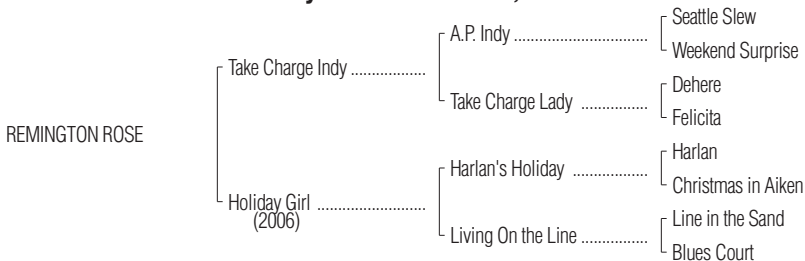 Seattle Slew
A.P. Indy ................................
Weekend Surprise
Take Charge Indy ..................
Dehere
Take Charge Lady ................
Felicita
REMINGTON ROSE
Harlan
Harlan's Holiday ..................
Christmas in Aiken
Holiday Girl ..........................
(2006)
Line in the Sand
Living On the Line ................
Blues Court